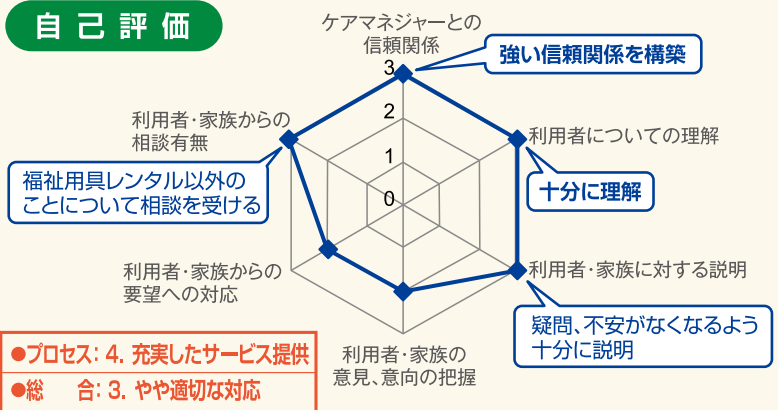 自己評価
ケアマネジャーとの
信頼関係
強い信頼関係を構築
3
2
1
0
利用者・家族からの
相談有無
利用者についての理解
福祉用具レンタル以外の
ことについて相談を受ける
十分に理解
利用者・家族からの
要望への対応
利用者・家族に対する説明
疑問、不安がなくなるよう
十分に説明
利用者・家族の
意見、意向の把握
●プロセス：4．充実したサービス提供
●総　合：3．やや適切な対応